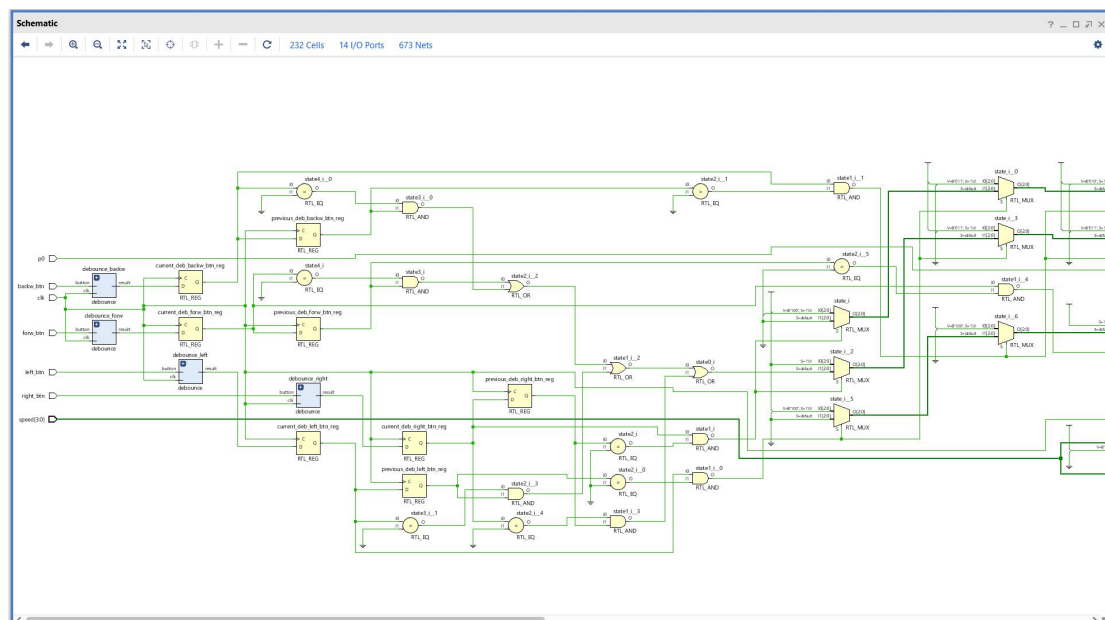 Schematic
232 Cells 14 I/O Ports 673 Nets
state4_i__0
RTL_EQ
state3_i__0
RTL_AND
state2_i__1
RTL_EQ
state1_i__1
RTL_AND
state_i__0
RTL_MUX
previous_deb_backw_btn_reg
RTL_REG
state_i__3
RTL_MUX
p0
backw_btn
clk
debounce_backw
button
clk
result
debounce
current_deb_backw_btn_reg
RTL_REG
state4_i
RTL_EQ
state3_i
RTL_AND
state2_i__2
RTL_OR
state2_i__5
RTL_EQ
state1_i__4
RTL_AND
forw_btn
debounce_forw
button
clk
result
debounce
current_deb_forw_btn_reg
RTL_REG
previous_deb_forw_btn_reg
RTL_REG
state_i
RTL_MUX
state_i__6
RTL_MUX
left_btn
debounce_left
button
clk
result
debounce
state1_i__2
RTL_OR
state0_i
RTL_OR
state_i__2
RTL_MUX
right_btn
debounce_right
button
clk
result
debounce
previous_deb_right_btn_reg
RTL_REG
speed[3:0]
state_i__5
RTL_MUX
current_deb_left_btn_reg
RTL_REG
current_deb_right_btn_reg
RTL_REG
state2_i
RTL_EQ
state1_i
RTL_AND
previous_deb_left_btn_reg
RTL_REG
state2_i__3
RTL_AND
state2_i__0
RTL_EQ
state1_i__0
RTL_AND
state3_i__1
RTL_EQ
state2_i__4
RTL_EQ
state1_i__3
RTL_AND